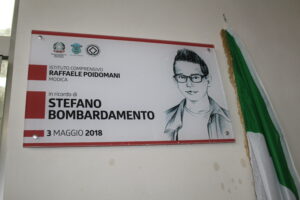 ISTITUTO COMPRENSIVO
RAFFAELE POIDOMANI
MODICA
in ricordo di
STEFANO
BOMBARDAMENTO
3 MAGGIO 2018